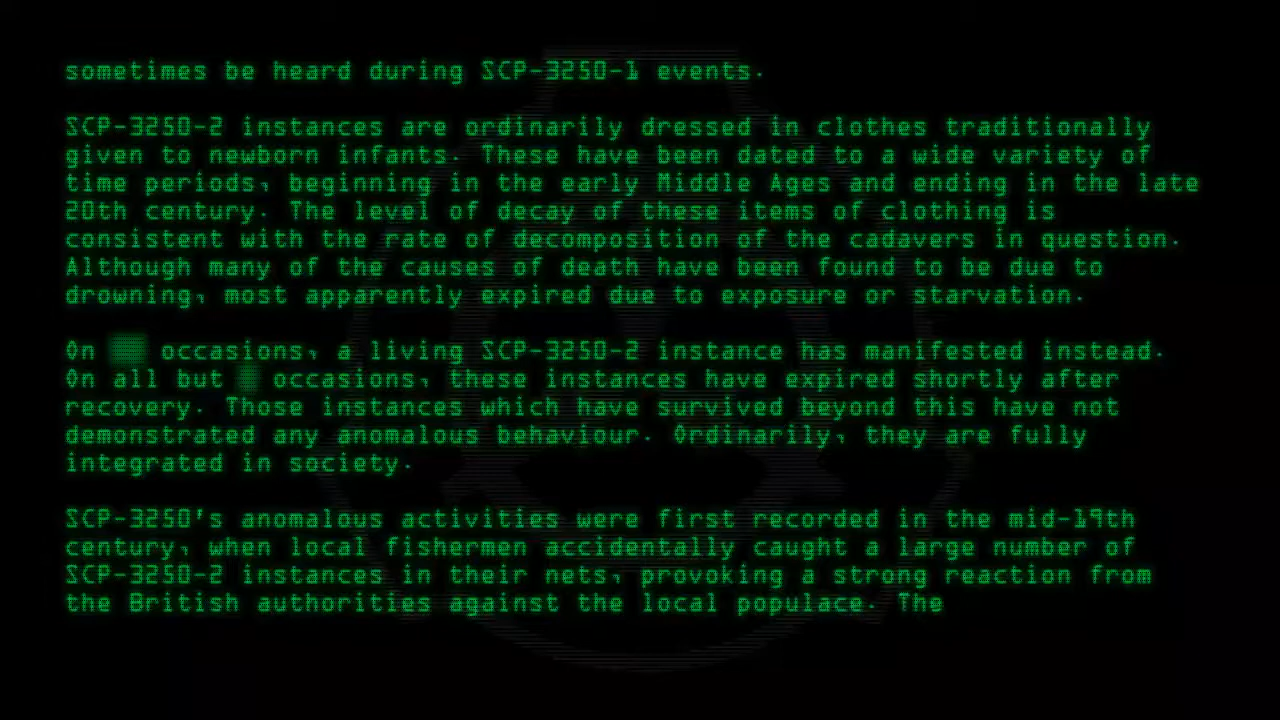 sometimes be heard during SCP-3250-1 events.
SCP-3250-2 instances are ordinarily dressed in clothes traditionally
given to newborn infants. These have been dated to a wide variety of
time periods, beginning in the early Middle Ages and ending in the late
20th century. The level of decay of these items of clothing is
consistent with the rate of decomposition of the cadavers in question.
Although many of the causes of death have been found to be due to
drowning, most apparently expired due to exposure or starvation.
On ██ occasions, a living SCP-3250-2 instance has manifested instead.
On all but █ occasions, these instances have expired shortly after
recovery. Those instances which have survived beyond this have not
demonstrated any anomalous behaviour. Ordinarily, they are fully
integrated in society.
SCP-3250's anomalous activities were first recorded in the mid-19th
century, when local fishermen accidentally caught a large number of
SCP-3250-2 instances in their nets, provoking a strong reaction from
the British authorities against the local populace. The